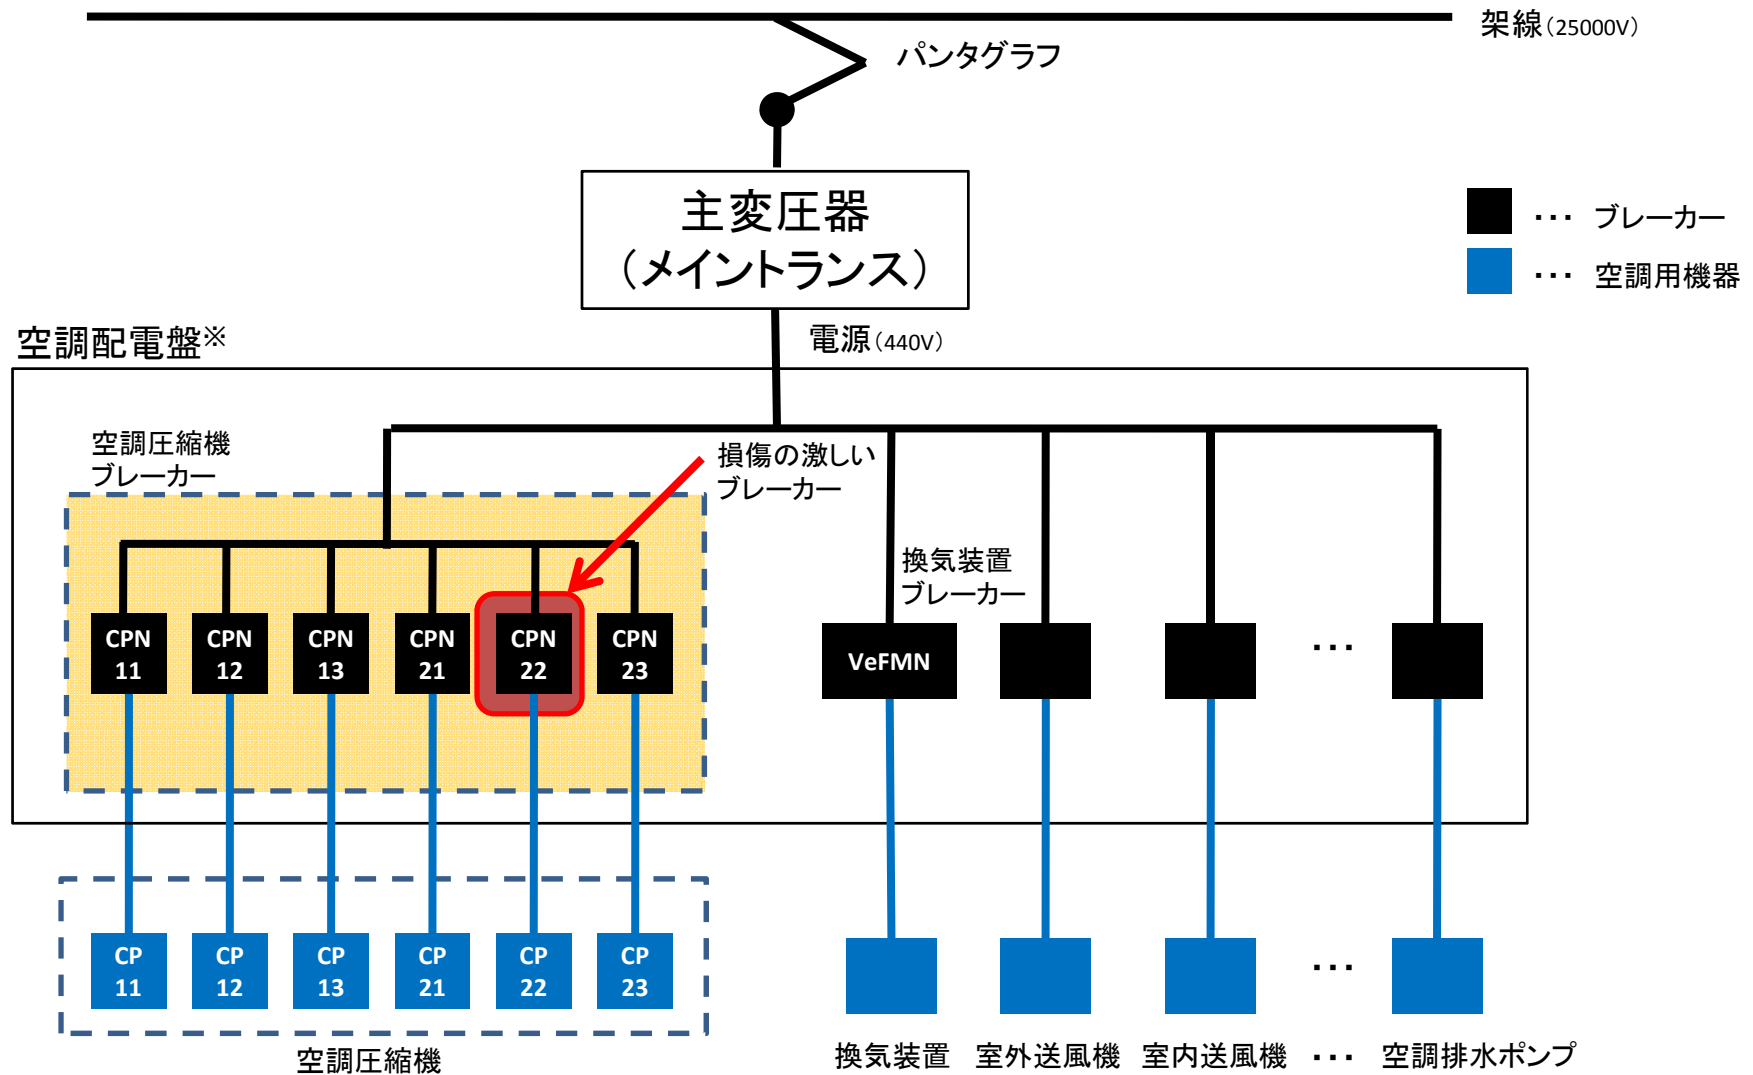 架線(25000V)
パンタグラフ
主変圧器
(メイントランス)
・・・ ブレーカー
・・・ 空調用機器
空調配電盤※
電源(440V)
空調圧縮機
ブレーカー
損傷の激しい
ブレーカー
換気装置
ブレーカー
CPN
11
CPN
12
CPN
13
CPN
21
CPN
22
CPN
23
VeFMN
・・・
CP
11
CP
12
CP
13
CP
21
CP
22
CP
23
・・・
空調圧縮機
換気装置 室外送風機 室内送風機 ・・・ 空調排水ポンプ